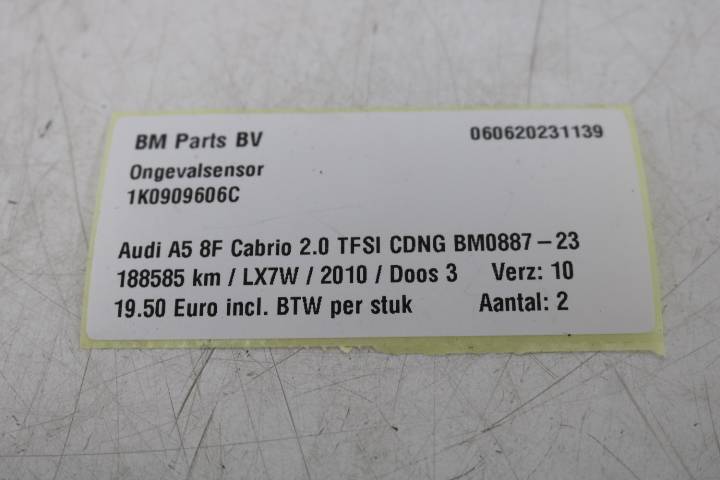 BM Parts BV 060620231139
Ongevalsensor
1K0909606C
Audi A5 8F Cabrio 2.0 TFSI CDNG BM0887-23
188585 km / LX7W / 2010 / Doos 3 Verz: 10
19.50 Euro incl. BTW per stuk Aantal: 2